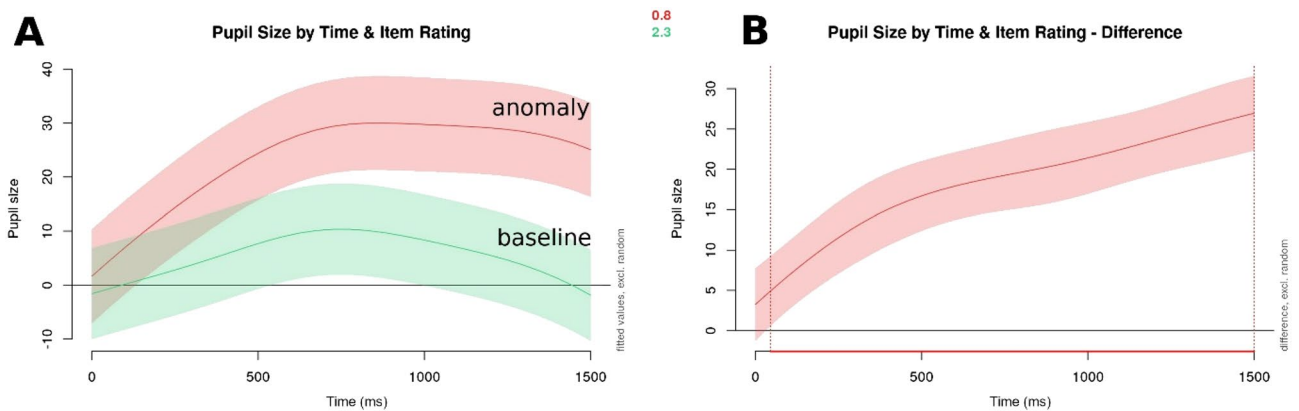 A
Pupil Size by Time & Item Rating
40
30
20
10
0
-10
Pupil size
anomaly
baseline
fitted values, excl. random
0 500 1000 1500
Time (ms)
0.8
2.3
B
Pupil Size by Time & Item Rating - Difference
30
25
20
15
10
5
0
Pupil size
difference, excl. random
0 500 1000 1500
Time (ms)